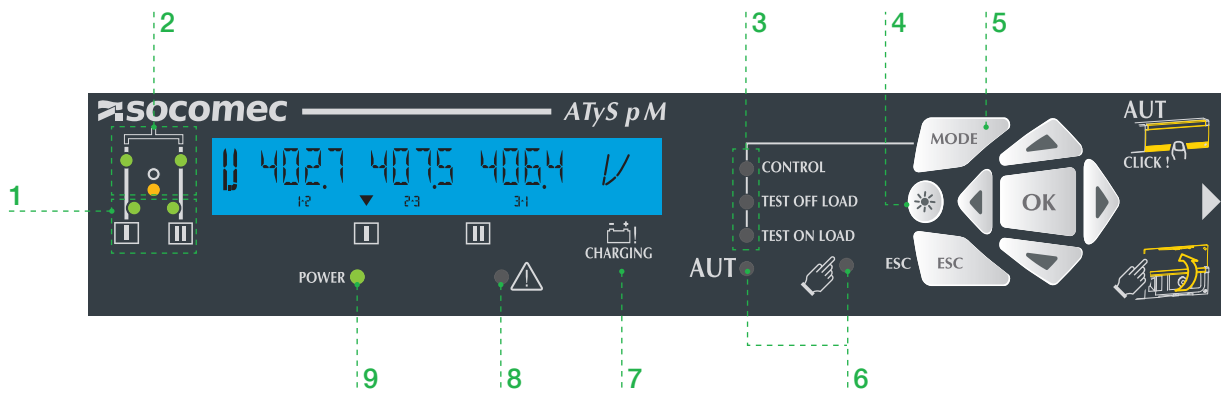 2
3
4
5
socomec
ATyS p M
AUT
MODE
CLICK !
CONTROL
1
U 402.7 407.5 406.4 V
1-2 2-3 3-1
TEST OFF LOAD
OK
I II
TEST ON LOAD
I II
CHARGING
AUT
ESC
ESC
POWER
9
8
7
6